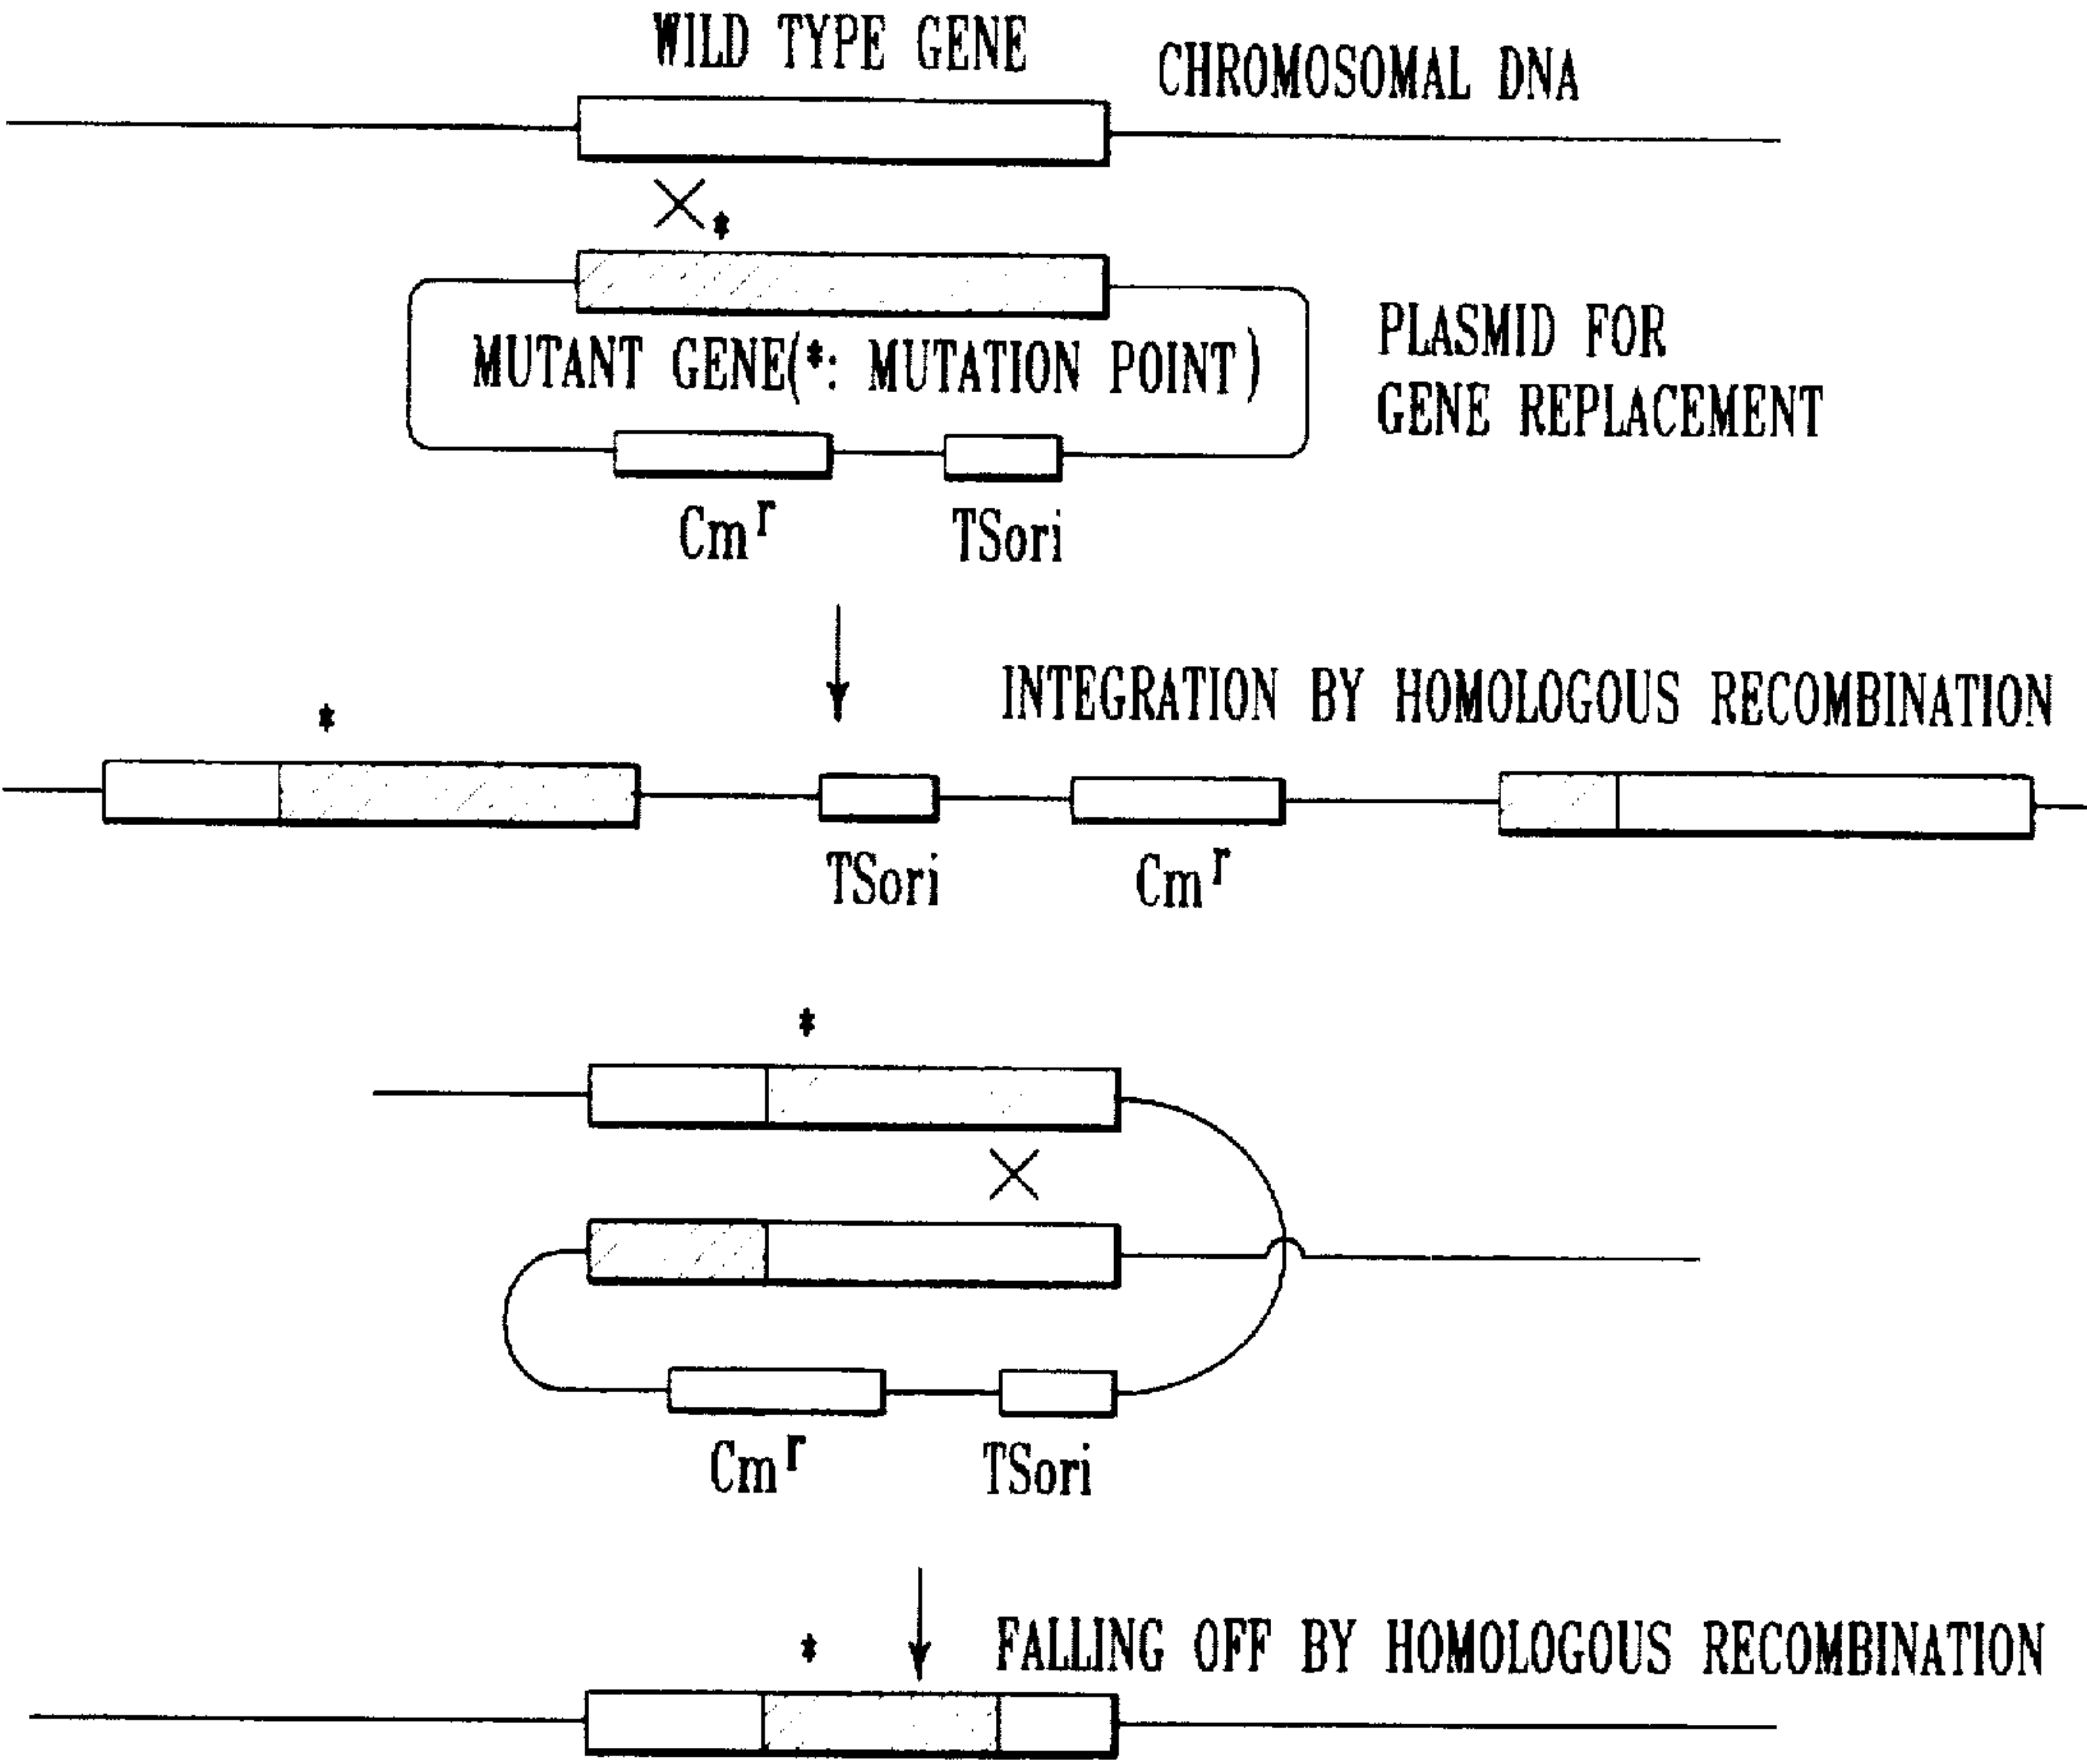 WILD TYPE GENE
CHROMOSOMAL DNA
*
MUTANT GENE(*: MUTATION POINT)
PLASMID FOR
GENE REPLACEMENT
Cm^r
TSori
INTEGRATION BY HOMOLOGOUS RECOMBINATION
*
TSori
Cm^r
*
Cm^r
TSori
*
FALLING OFF BY HOMOLOGOUS RECOMBINATION